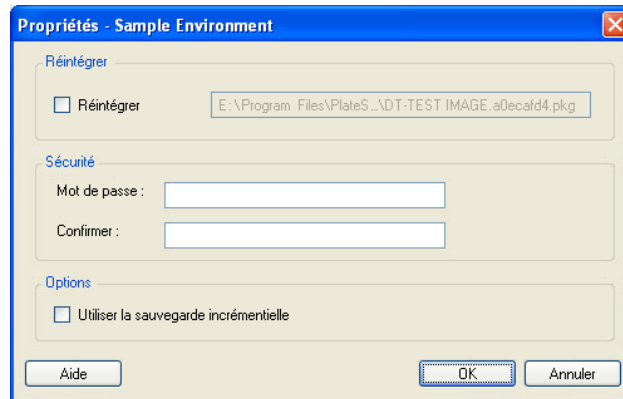 Propriétés - Sample Environment
Réintégrer
Réintégrer
E:\Program Files\PlateS...\DT-TEST IMAGE.a0ecafd4.pkg
Sécurité
Mot de passe :
Confirmer :
Options
Utiliser la sauvegarde incrémentielle
Aide
OK
Annuler